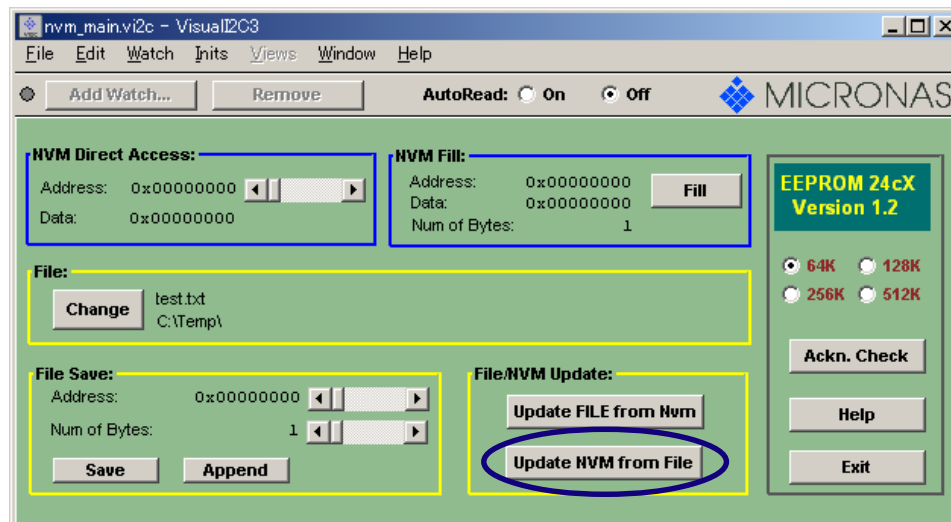 nvm_main.vi2c - VisualI2C3
File Edit Watch Inits Views Window Help
Add Watch... Remove AutoRead: On Off MICRONAS
NVM Direct Access:
Address: 0x00000000
Data: 0x00000000
NVM Fill:
Address: 0x00000000
Data: 0x00000000
Num of Bytes: 1
Fill
EEPROM 24cX
Version 1.2
64K 128K
256K 512K
File:
Change
test.txt
C:\Temp\
File Save:
Address: 0x00000000
Num of Bytes: 1
Save Append
File/NVM Update:
Update FILE from Nvm
Update NVM from File
Ackn. Check
Help
Exit